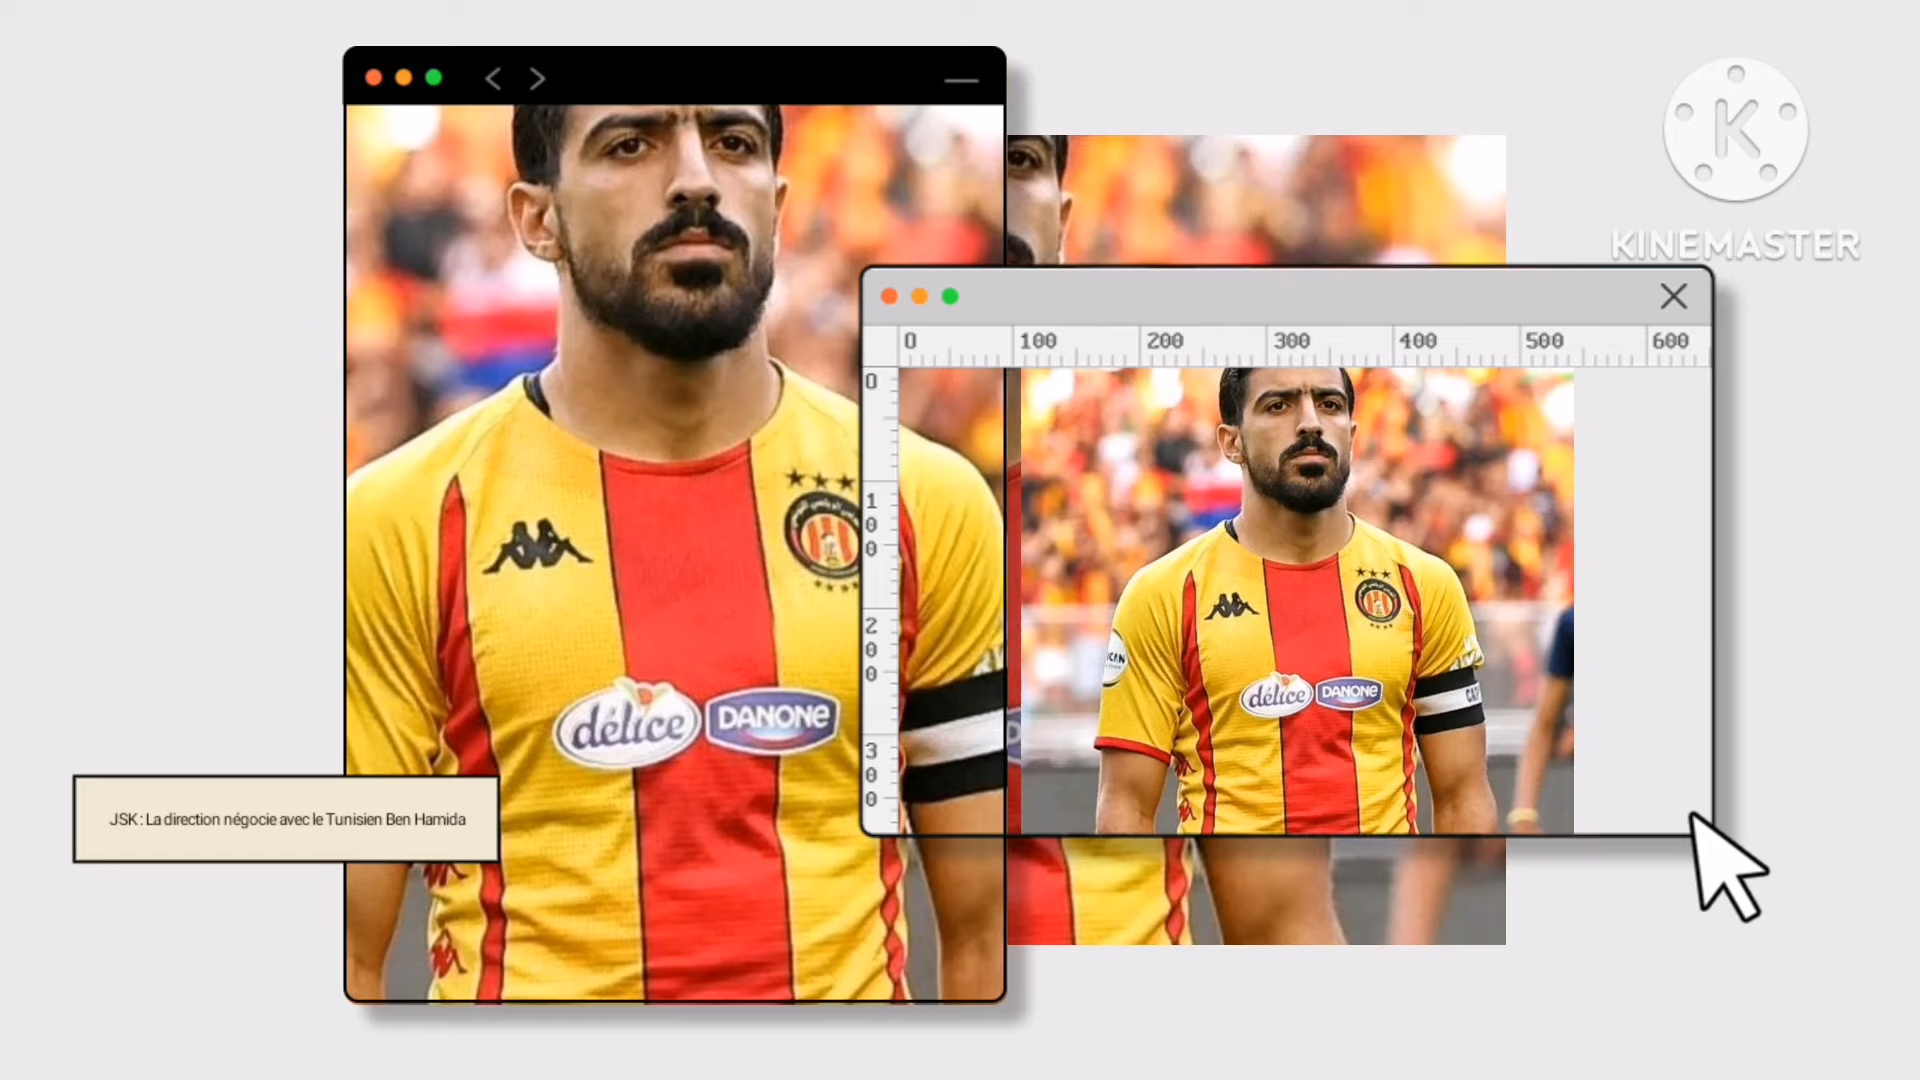 KINEMASTER
0 100 200 300 400 500 600
0
100
200
300
délice DANONE
délice DANONE
JSK : La direction négocie avec le Tunisien Ben Hamida